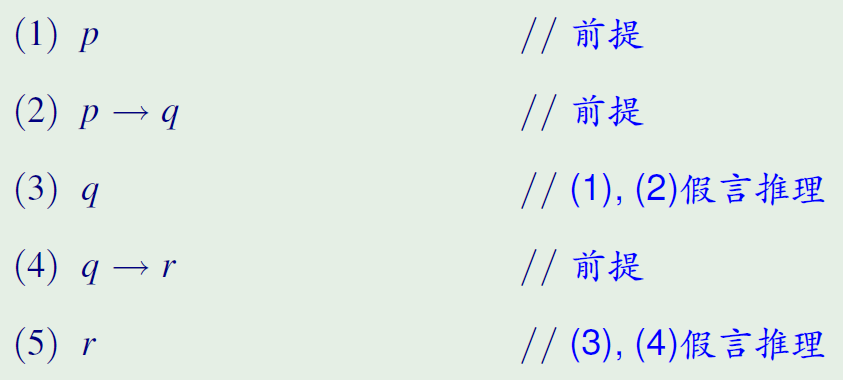 (1) p // 前提
(2) p → q // 前提
(3) q // (1), (2)假言推理
(4) q → r // 前提
(5) r // (3), (4)假言推理